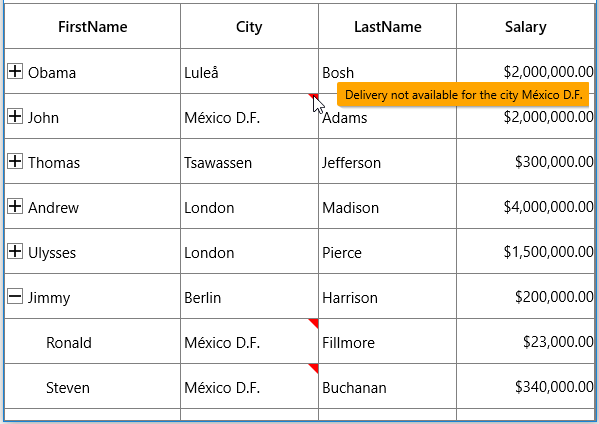 FirstName City LastName Salary
Obama Luleå Bosh $2,000,000.00
Delivery not available for the city México D.F.
John México D.F. Adams $2,000,000.00
Thomas Tsawassen Jefferson $300,000.00
Andrew London Madison $4,000,000.00
Ulysses London Pierce $1,500,000.00
Jimmy Berlin Harrison $200,000.00
Ronald México D.F. Fillmore $23,000.00
Steven México D.F. Buchanan $340,000.00